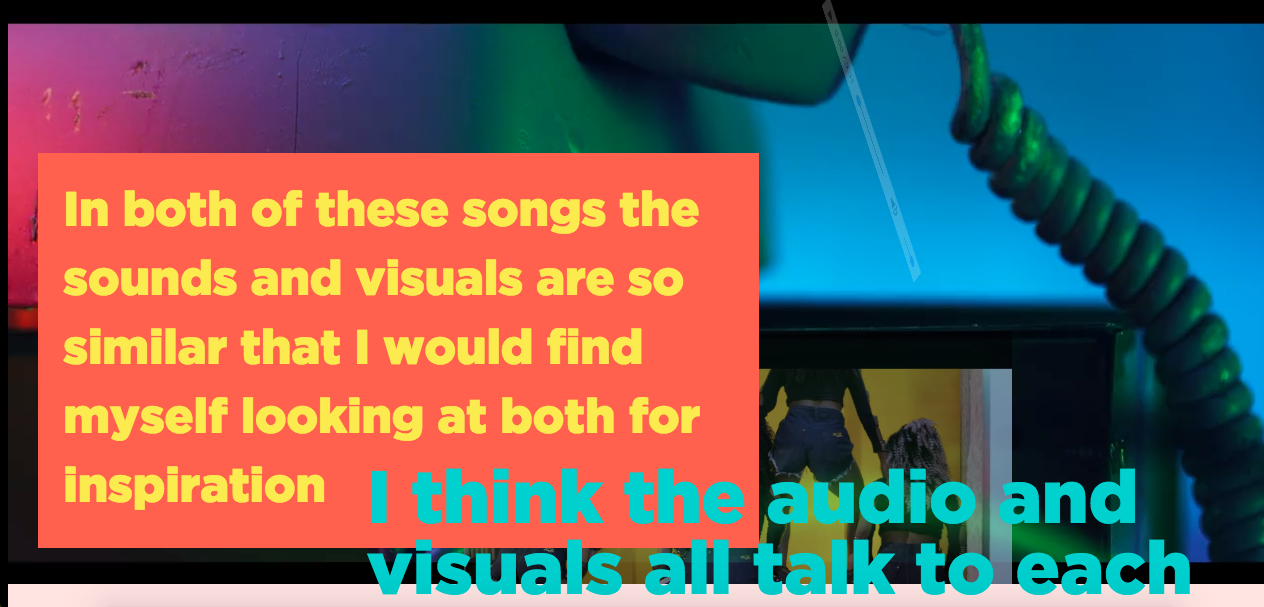 In both of these songs the
sounds and visuals are so
similar that I would find
myself looking at both for
inspiration
I think the audio and
visuals all talk to each